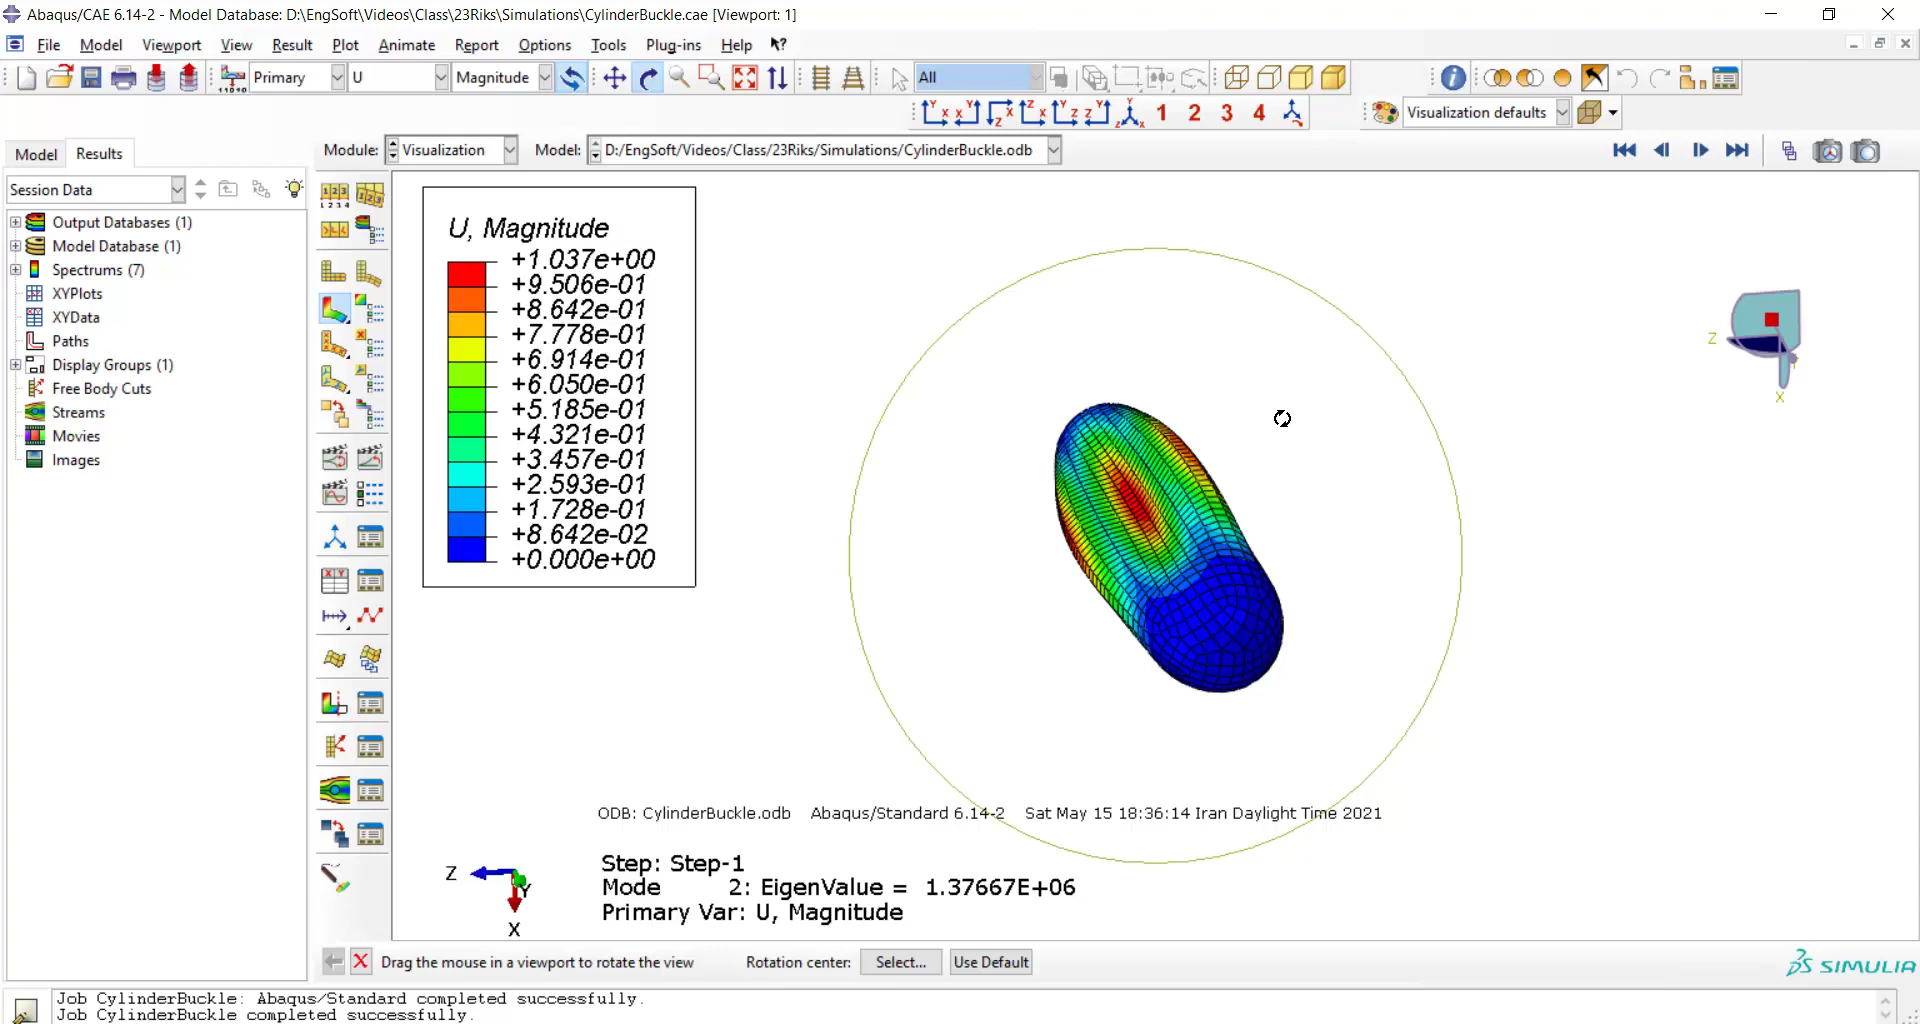 Abaqus/CAE 6.14-2 - Model Database: D:\EngSoft\Videos\Class\23Riks\Simulations\CylinderBuckle.cae [Viewport: 1]
File Model Viewport View Result Plot Animate Report Options Tools Plug-ins Help
Primary U Magnitude All
1 2 3 4 Visualization defaults
Model Results Module: Visualization Model: D:/EngSoft/Videos/Class/23Riks/Simulations/CylinderBuckle.odb
Session Data
Output Databases (1)
Model Database (1)
Spectrums (7)
XYPlots
XYData
Paths
Display Groups (1)
Free Body Cuts
Streams
Movies
Images
U, Magnitude
+1.037e+00
+9.506e-01
+8.642e-01
+7.778e-01
+6.914e-01
+6.050e-01
+5.185e-01
+4.321e-01
+3.457e-01
+2.593e-01
+1.728e-01
+8.642e-02
+0.000e+00
Z
X
ODB: CylinderBuckle.odb Abaqus/Standard 6.14-2 Sat May 15 18:36:14 Iran Daylight Time 2021
Step: Step-1
Mode 2: EigenValue = 1.37667E+06
Primary Var: U, Magnitude
Z
Y
X
Drag the mouse in a viewport to rotate the view Rotation center: Select... Use Default
SIMULIA
Job CylinderBuckle: Abaqus/Standard completed successfully.
Job CylinderBuckle completed successfully.